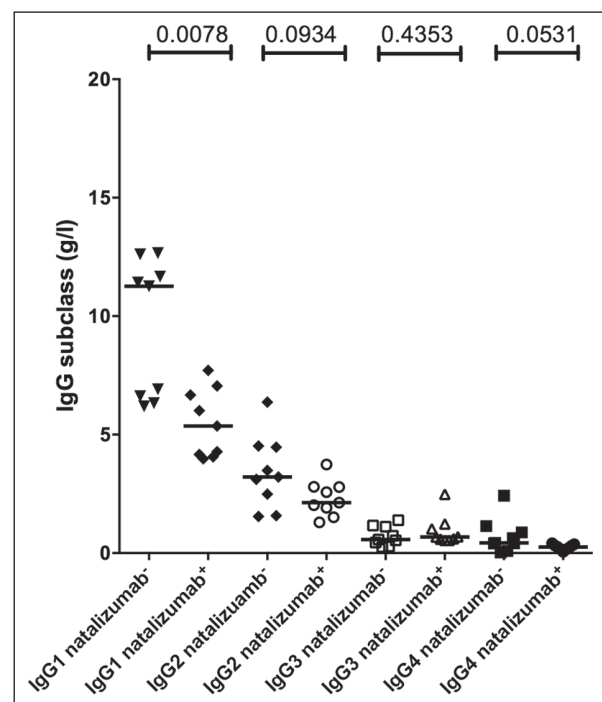 0.0078 0.0934 0.4353 0.0531
20
15
10
5
0
IgG subclass (g/l)
IgG1 natalizumab-
IgG1 natalizumab+
IgG2 natalizuamb-
IgG2 natalizumab+
IgG3 natalizumab-
IgG3 natalizumab+
IgG4 natalizumab-
IgG4 natalizumab+